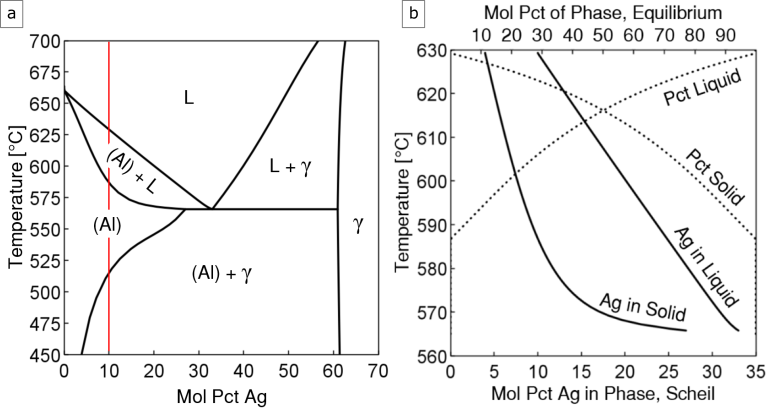 a
700
675
650
625
600
575
550
525
500
475
450
Temperature [°C]
0 10 20 30 40 50 60 70
Mol Pct Ag
L
(Al) + L
L + γ
(Al)
γ
(Al) + γ
b
Mol Pct of Phase, Equilibrium
10 20 30 40 50 60 70 80 90
630
620
610
600
590
580
570
560
Temperature [°C]
Pct Liquid
Pct Solid
Ag in Liquid
Ag in Solid
0 5 10 15 20 25 30 35
Mol Pct Ag in Phase, Scheil